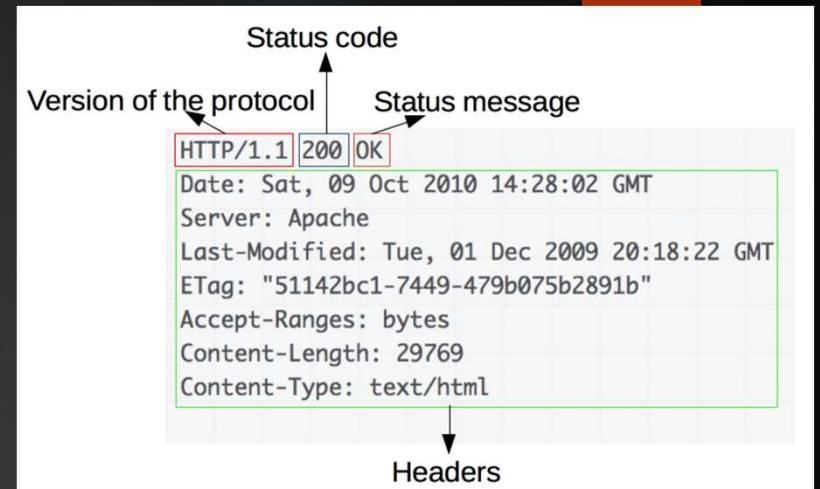 Status code
Version of the protocol
Status message
HTTP/1.1 200 OK
Date: Sat, 09 Oct 2010 14:28:02 GMT
Server: Apache
Last-Modified: Tue, 01 Dec 2009 20:18:22 GMT
ETag: "51142bc1-7449-479b075b2891b"
Accept-Ranges: bytes
Content-Length: 29769
Content-Type: text/html
Headers